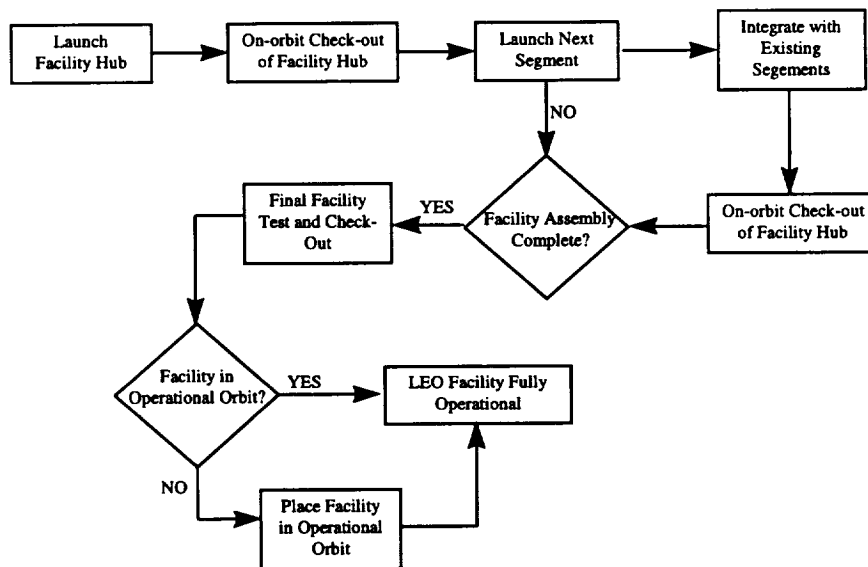 Launch
Facility Hub
On-orbit Check-out
of Facility Hub
Launch Next
Segment
Integrate with
Existing
Segements
NO
On-orbit Check-out
of Facility Hub
Facility Assembly
Complete?
YES
Final Facility
Test and Check-
Out
Facility in
Operational Orbit?
YES
LEO Facility Fully
Operational
NO
Place Facility
in Operational
Orbit